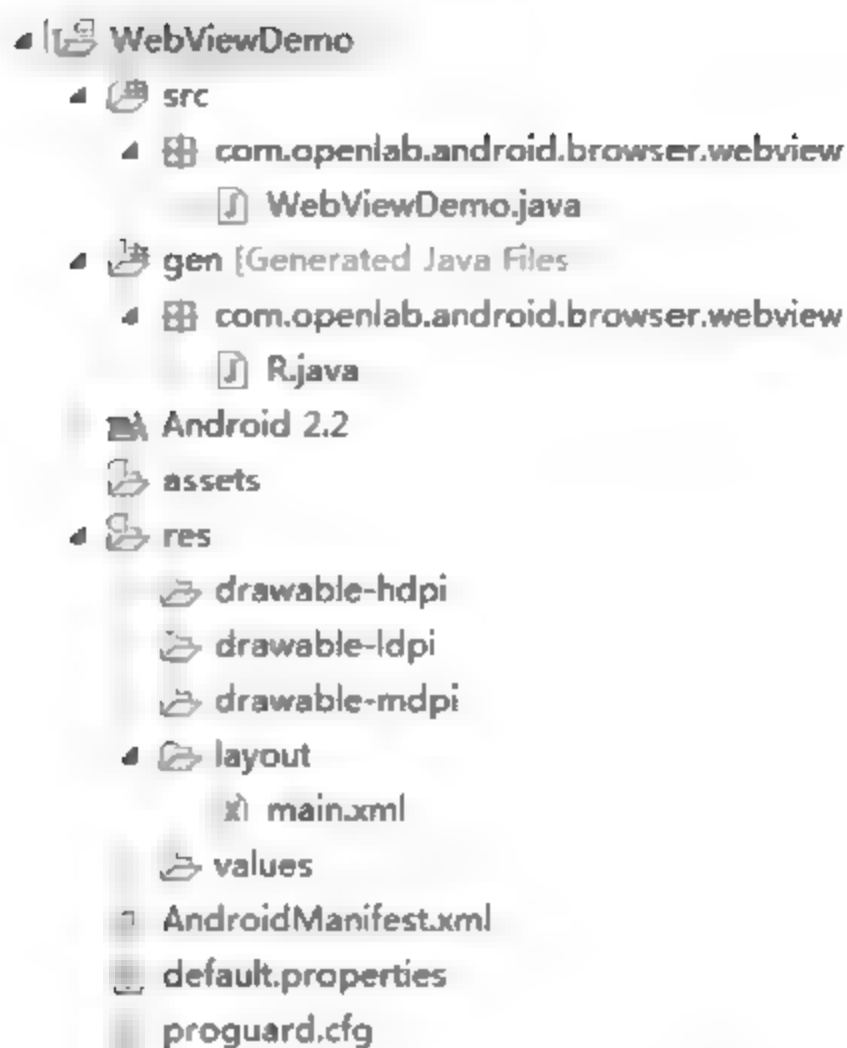 WebViewDemo
src
com.openlab.android.browser.webview
WebViewDemo.java
gen [Generated Java Files
com.openlab.android.browser.webview
R.java
Android 2.2
assets
res
drawable-hdpi
drawable-ldpi
drawable-mdpi
layout
main.xml
values
AndroidManifest.xml
default.properties
proguard.cfg